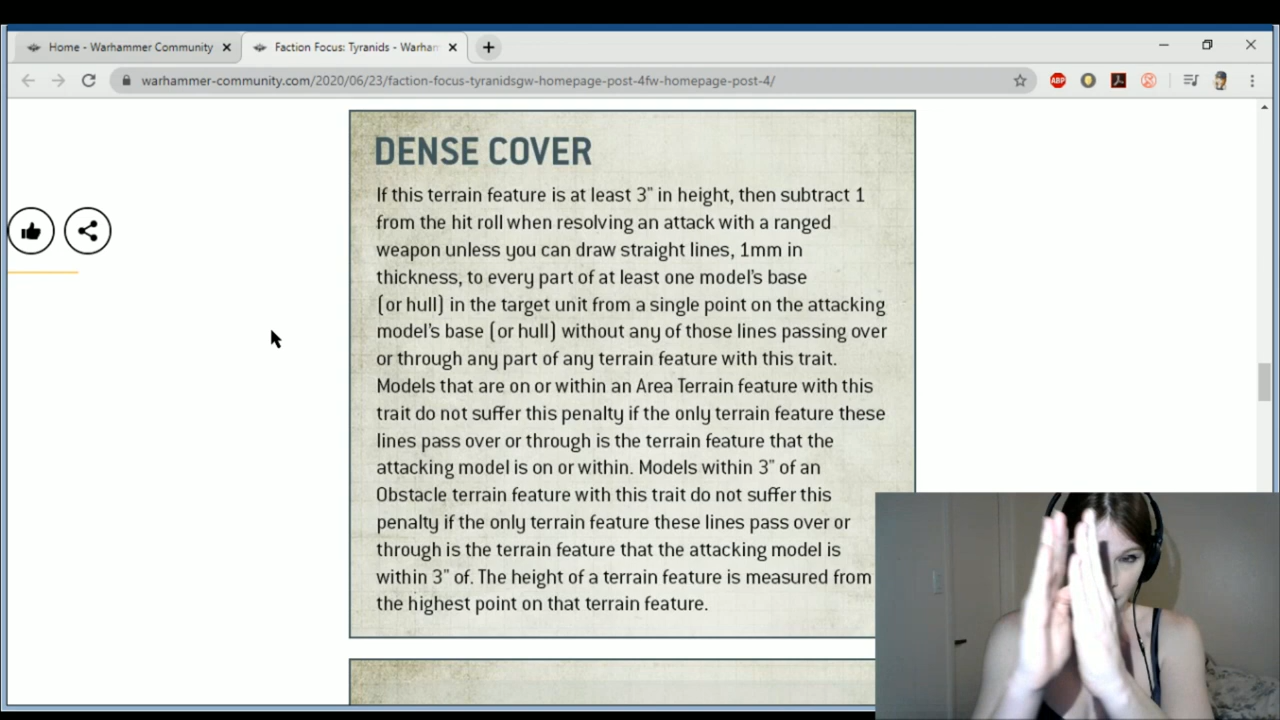 Home - Warhammer Community
Faction Focus: Tyranids - Warham
warhammer-community.com/2020/06/23/faction-focus-tyranidsgw-homepage-post-4fw-homepage-post-4/
ABP
DENSE COVER
If this terrain feature is at least 3" in height, then subtract 1
from the hit roll when resolving an attack with a ranged
weapon unless you can draw straight lines, 1mm in
thickness, to every part of at least one model's base
(or hull) in the target unit from a single point on the attacking
model's base (or hull) without any of those lines passing over
or through any part of any terrain feature with this trait.
Models that are on or within an Area Terrain feature with this
trait do not suffer this penalty if the only terrain feature these
lines pass over or through is the terrain feature that the
attacking model is on or within. Models within 3" of an
Obstacle terrain feature with this trait do not suffer this
penalty if the only terrain feature these lines pass over or
through is the terrain feature that the attacking model is
within 3" of. The height of a terrain feature is measured from
the highest point on that terrain feature.